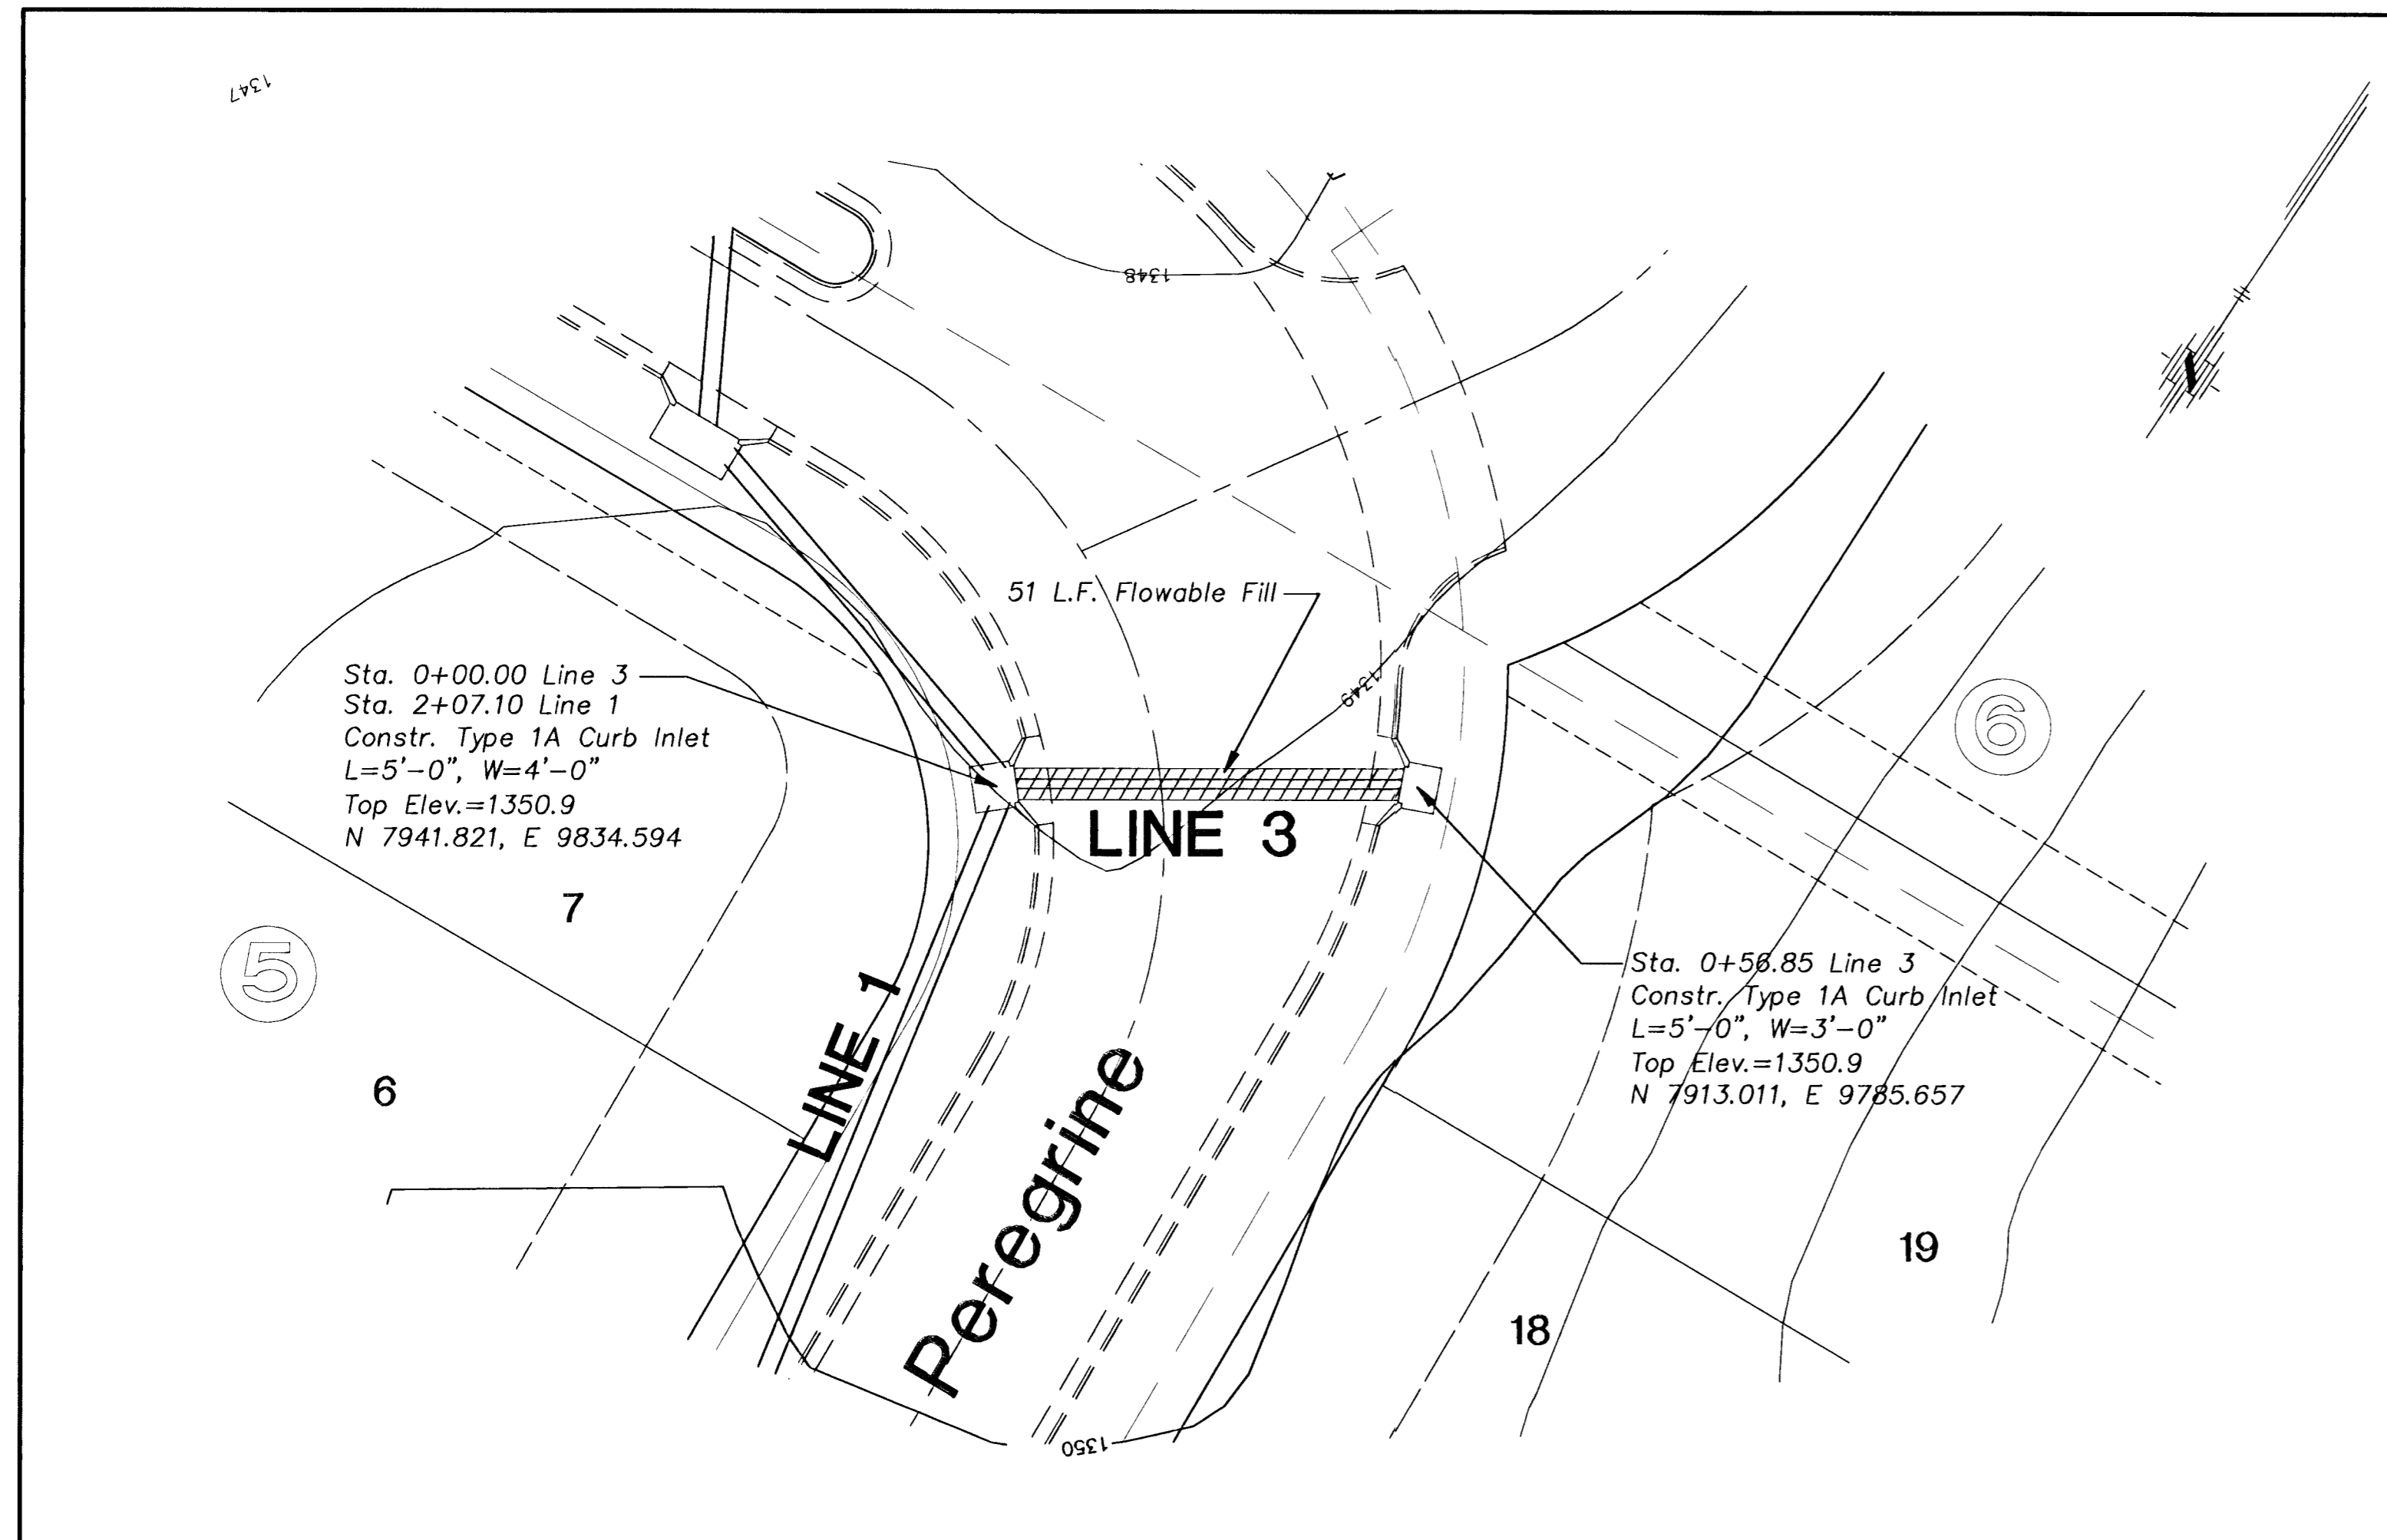 1347
1348
51 L.F. Flowable Fill
1349
Sta. 0+00.00 Line 3
Sta. 2+07.10 Line 1
Constr. Type 1A Curb Inlet
L=5'-0", W=4'-0"
Top Elev.=1350.9
N 7941.821, E 9834.594
6
LINE 3
7
5
LINE 1
Sta. 0+56.85 Line 3
Constr. Type 1A Curb Inlet
L=5'-0", W=3'-0"
Top Elev.=1350.9
N 7913.011, E 9785.657
6
Peregrine
19
18
1350